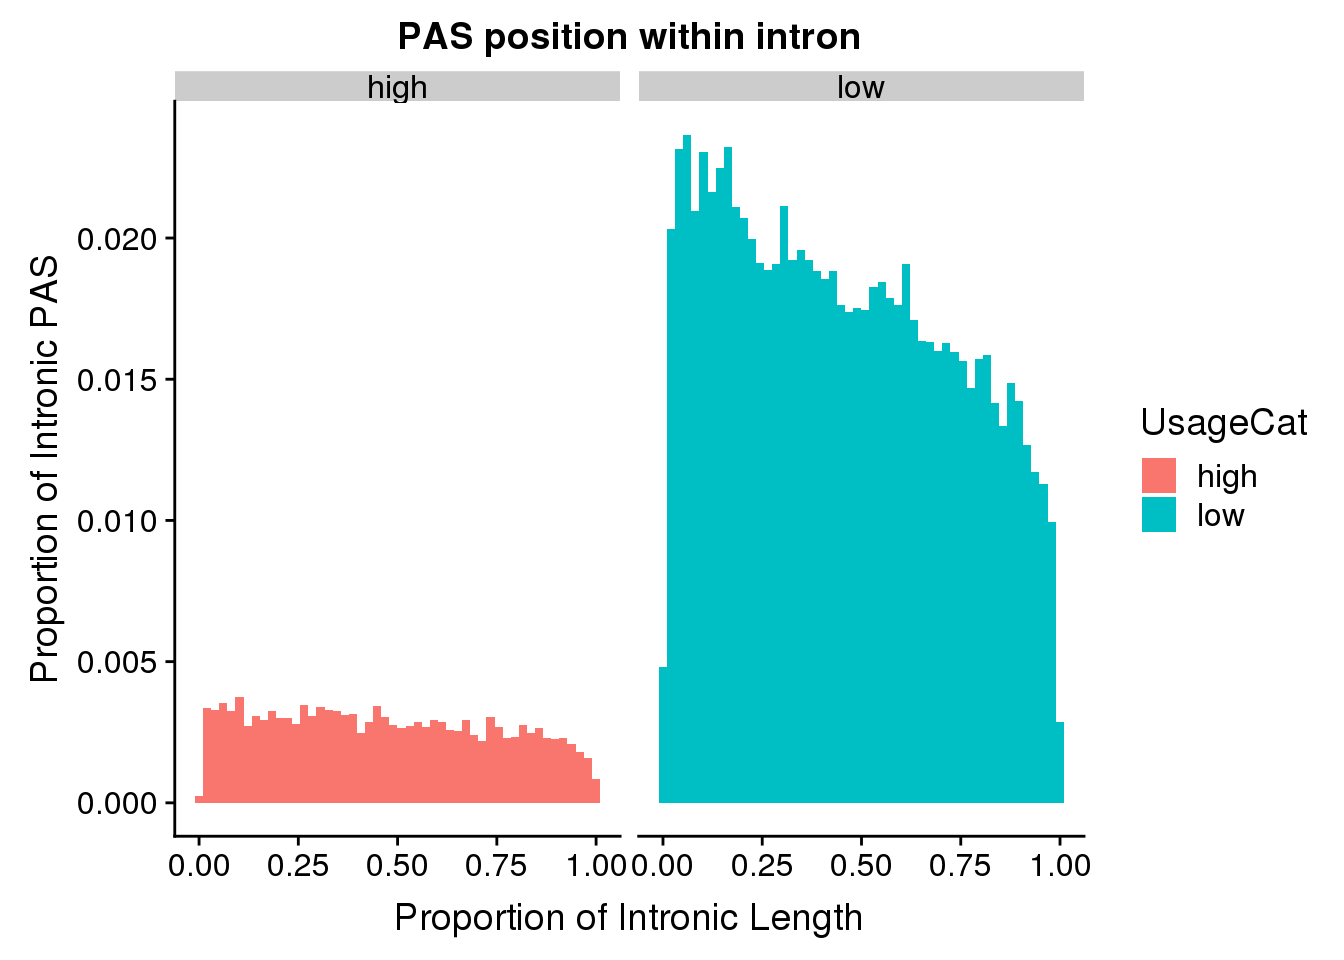 PAS position within intron
high
low
Proportion of Intronic PAS
0.020
0.015
0.010
0.005
0.000
0.00 0.25 0.50 0.75 1.00
0.00 0.25 0.50 0.75 1.00
Proportion of Intronic Length
UsageCat
high
low